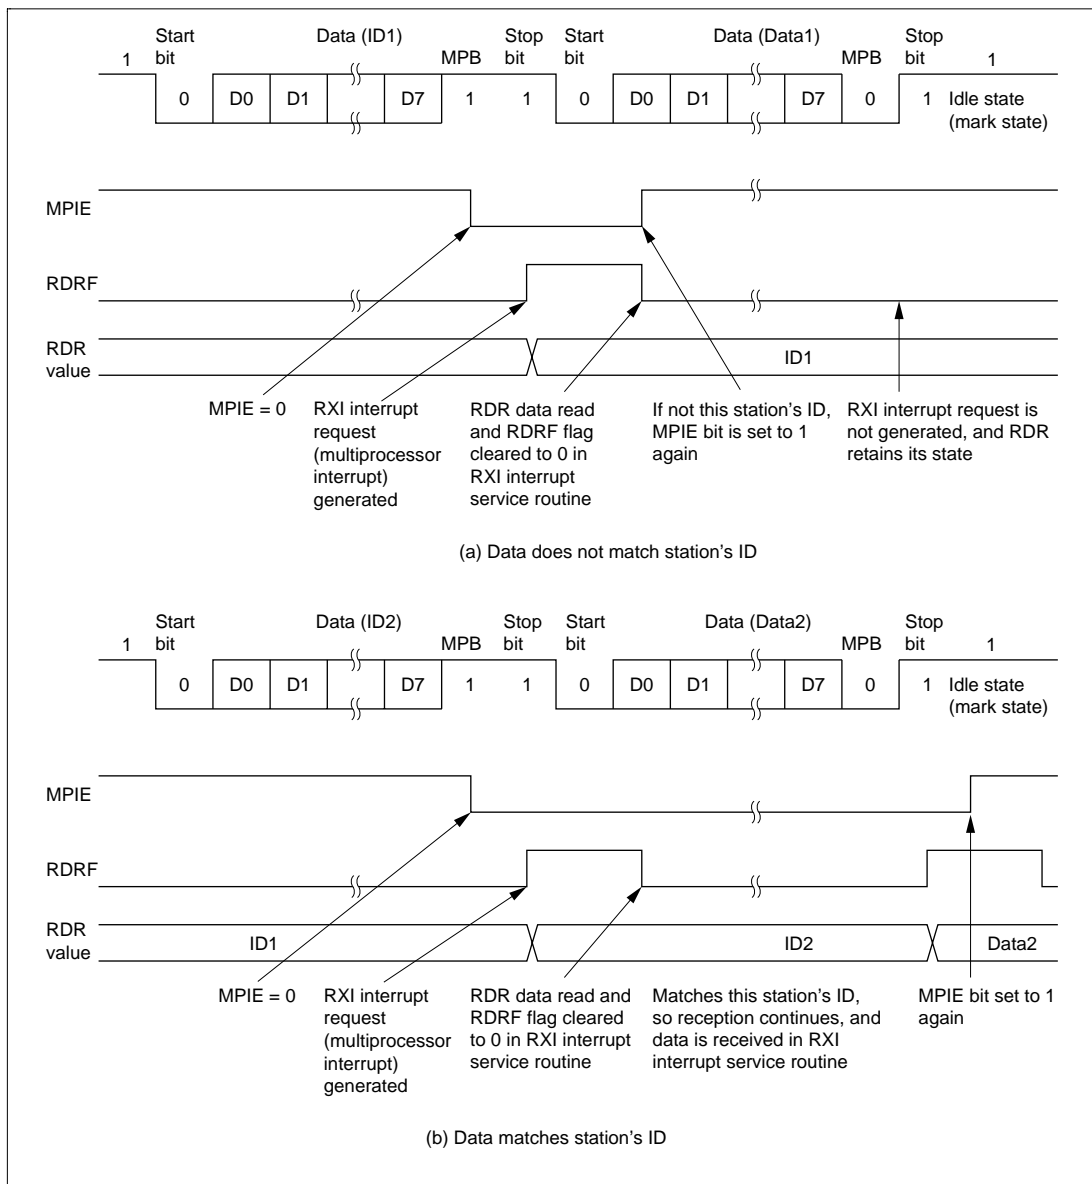 Start bit
Data (ID1)
MPB
Stop bit
Start bit
Data (Data1)
MPB
Stop bit
1
1
0 D0 D1 D7 1 1 0 D0 D1 D7 0 1 Idle state (mark state)
MPIE
RDRF
RDR value
ID1
MPIE = 0
RXI interrupt
request
(multiprocessor
interrupt)
generated
RDR data read
and RDRF flag
cleared to 0 in
RXI interrupt
service routine
If not this station's ID,
MPIE bit is set to 1
again
RXI interrupt request is
not generated, and RDR
retains its state
(a) Data does not match station's ID
Start bit
Data (ID2)
MPB
Stop bit
Start bit
Data (Data2)
MPB
Stop bit
1
1
0 D0 D1 D7 1 1 0 D0 D1 D7 0 1 Idle state (mark state)
MPIE
RDRF
RDR value
ID1
ID2
Data2
MPIE = 0
RXI interrupt
request
(multiprocessor
interrupt)
generated
RDR data read and
RDRF flag cleared
to 0 in RXI interrupt
service routine
Matches this station's ID,
so reception continues, and
data is received in RXI
interrupt service routine
MPIE bit set to 1
again
(b) Data matches station's ID